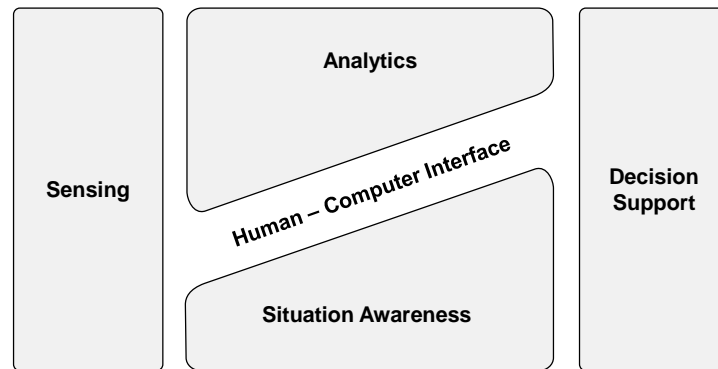 Sensing
Analytics
Human – Computer Interface
Situation Awareness
Decision
Support